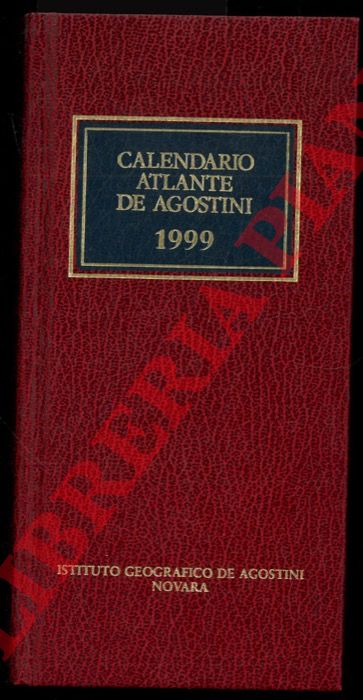 CALENDARIO
ATLANTE
DE AGOSTINI
1999
ISTITUTO GEOGRAFICO DE AGOSTINI
NOVARA
LIBRERIA PIAN